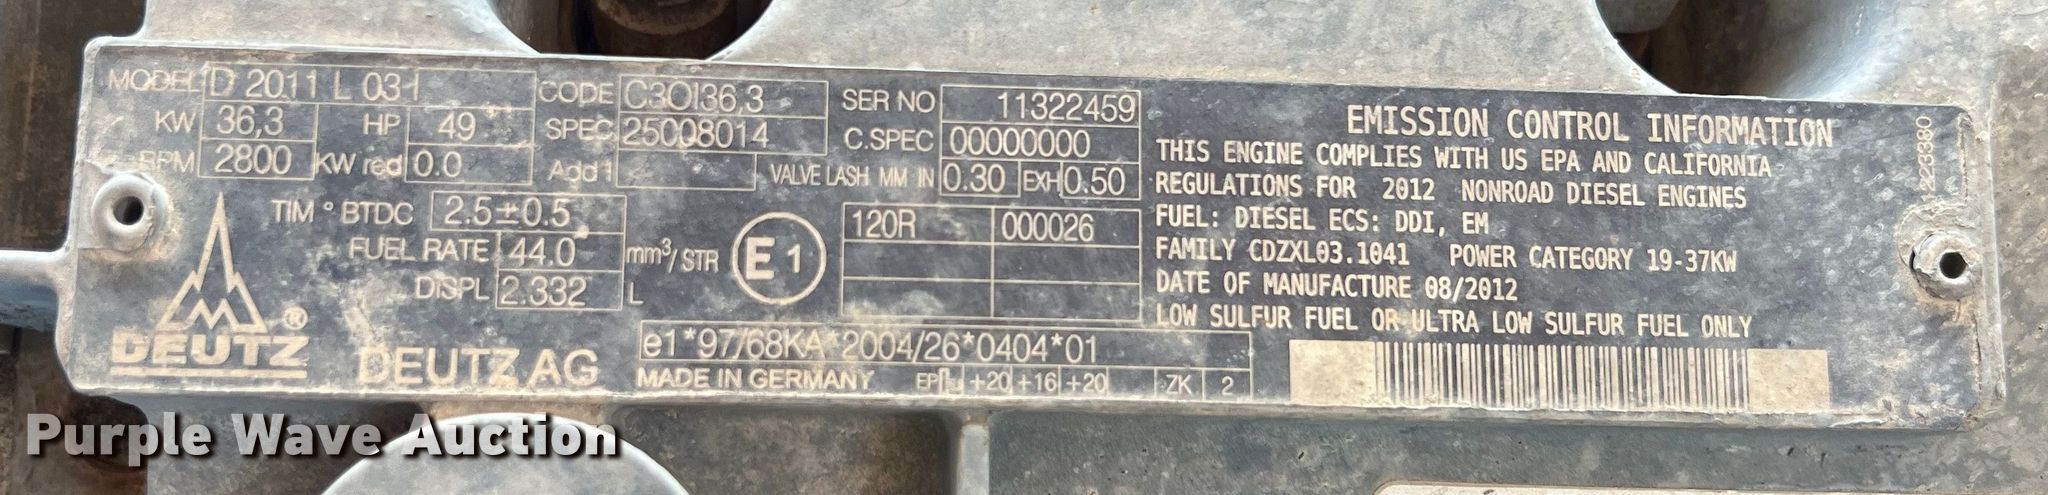 MODEL D 2011 L 03 I CODE C3OI36,3 SER NO 11322459
KW 36,3 HP 49 SPEC 25008014 C.SPEC 00000000
RPM 2800 KW red 0.0 Add 1 VALVE LASH MM IN 0.30 EXH 0.50
TIM ° BTDC 2.5±0.5
FUEL RATE 44.0 mm³/ STR
DISPL 2.332 L
E 1
120R 000026
DEUTZ ®
DEUTZ AG
e1*97/68KA*2004/26*0404*01
MADE IN GERMANY EP +20 +16 +20 ZK 2
EMISSION CONTROL INFORMATION
THIS ENGINE COMPLIES WITH US EPA AND CALIFORNIA
REGULATIONS FOR 2012 NONROAD DIESEL ENGINES
FUEL: DIESEL ECS: DDI, EM
FAMILY CDZXL03.1041 POWER CATEGORY 19-37KW
DATE OF MANUFACTURE 08/2012
LOW SULFUR FUEL OR ULTRA LOW SULFUR FUEL ONLY
Purple Wave Auction